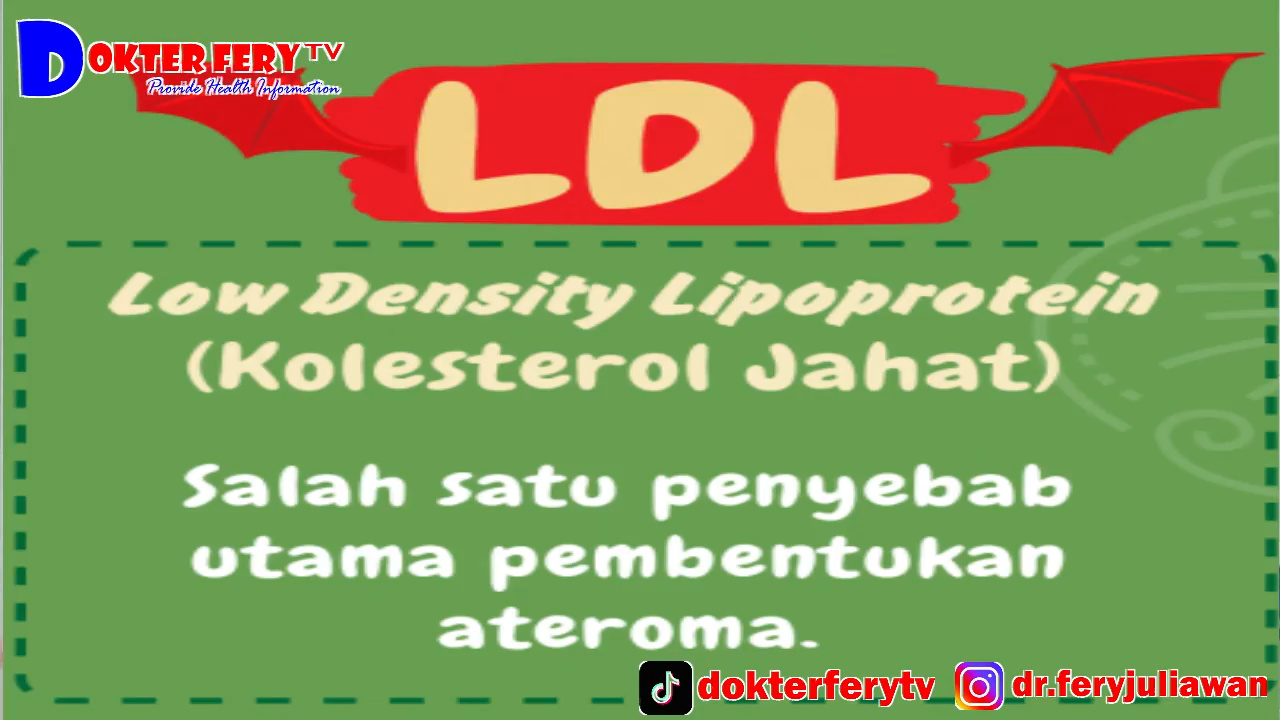 DOKTER FERY TV
Provide Health Information
LDL
Low Density Lipoprotein
(Kolesterol Jahat)
Salah satu penyebab
utama pembentukan
ateroma.
dokterferytv dr.feryjuliawan